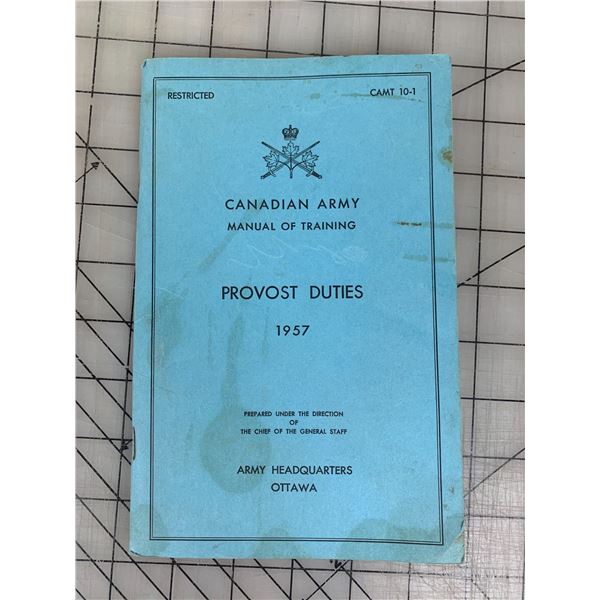 RESTRICTED
CAMT 10-1
CANADIAN ARMY
MANUAL OF TRAINING
PROVOST DUTIES
1957
PREPARED UNDER THE DIRECTION
OF
THE CHIEF OF THE GENERAL STAFF
ARMY HEADQUARTERS
OTTAWA